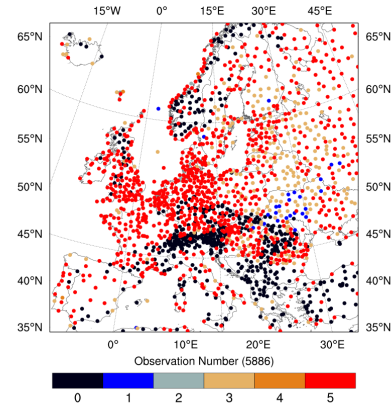 15°W 0° 15°E 30°E 45°E
65°N 65°N
60°N 60°N
55°N 55°N
50°N 50°N
45°N 45°N
40°N 40°N
35°N 35°N
0° 10°E 20°E 30°E
Observation Number (5886)
0 1 2 3 4 5